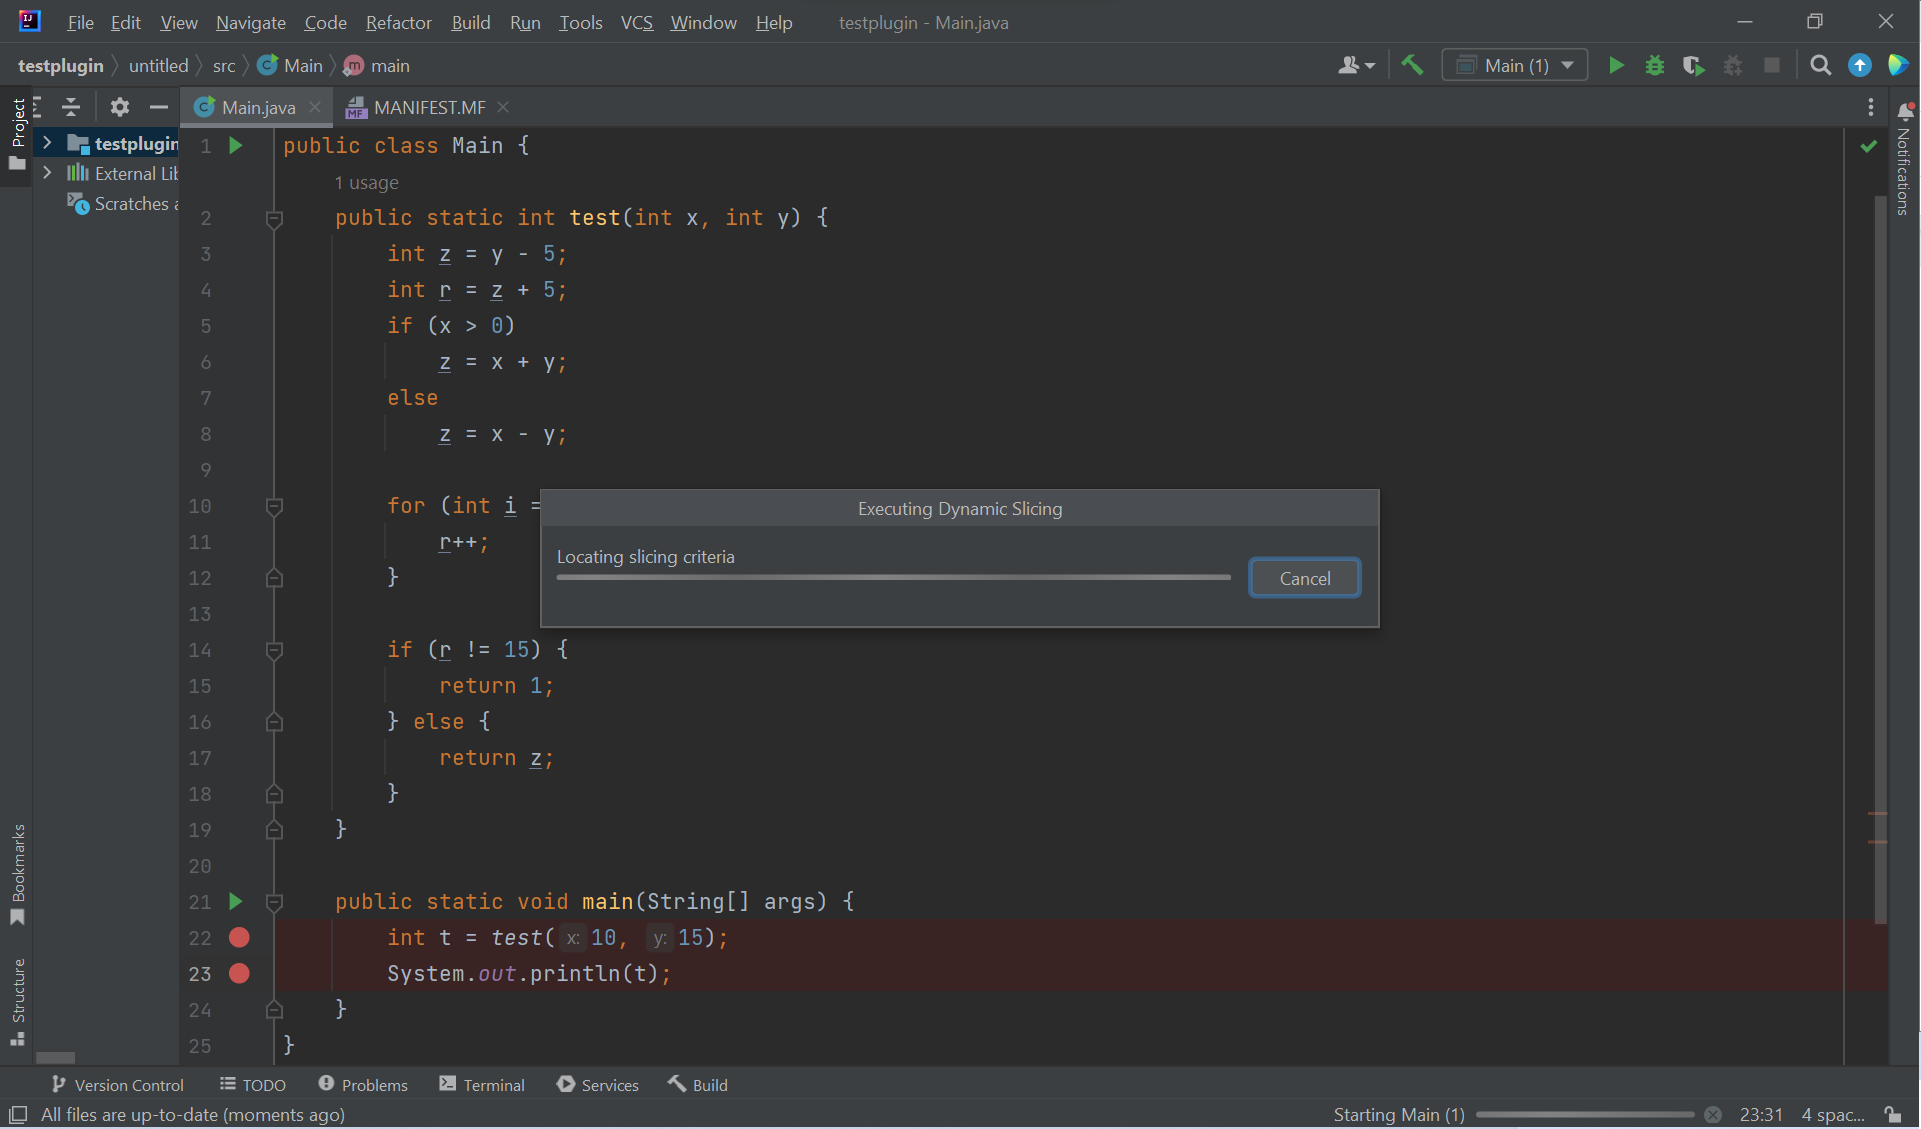 File Edit View Navigate Code Refactor Build Run Tools VCS Window Help testplugin - Main.java
testplugin untitled src Main main Main (1)
Project
Main.java MANIFEST.MF
testplugin
External Lib
Scratches a
1 public class Main {
1 usage
2 public static int test(int x, int y) {
3 int z = y - 5;
4 int r = z + 5;
5 if (x > 0)
6 z = x + y;
7 else
8 z = x - y;
9
10 for (int i =
11 r++;
12 }
13
14 if (r != 15) {
15 return 1;
16 } else {
17 return z;
18 }
19 }
20
21 public static void main(String[] args) {
22 int t = test( x: 10, y: 15);
23 System.out.println(t);
24 }
25 }
Executing Dynamic Slicing
Locating slicing criteria
Cancel
Notifications
Bookmarks
Structure
Version Control TODO Problems Terminal Services Build
All files are up-to-date (moments ago) Starting Main (1) 23:31 4 spac...